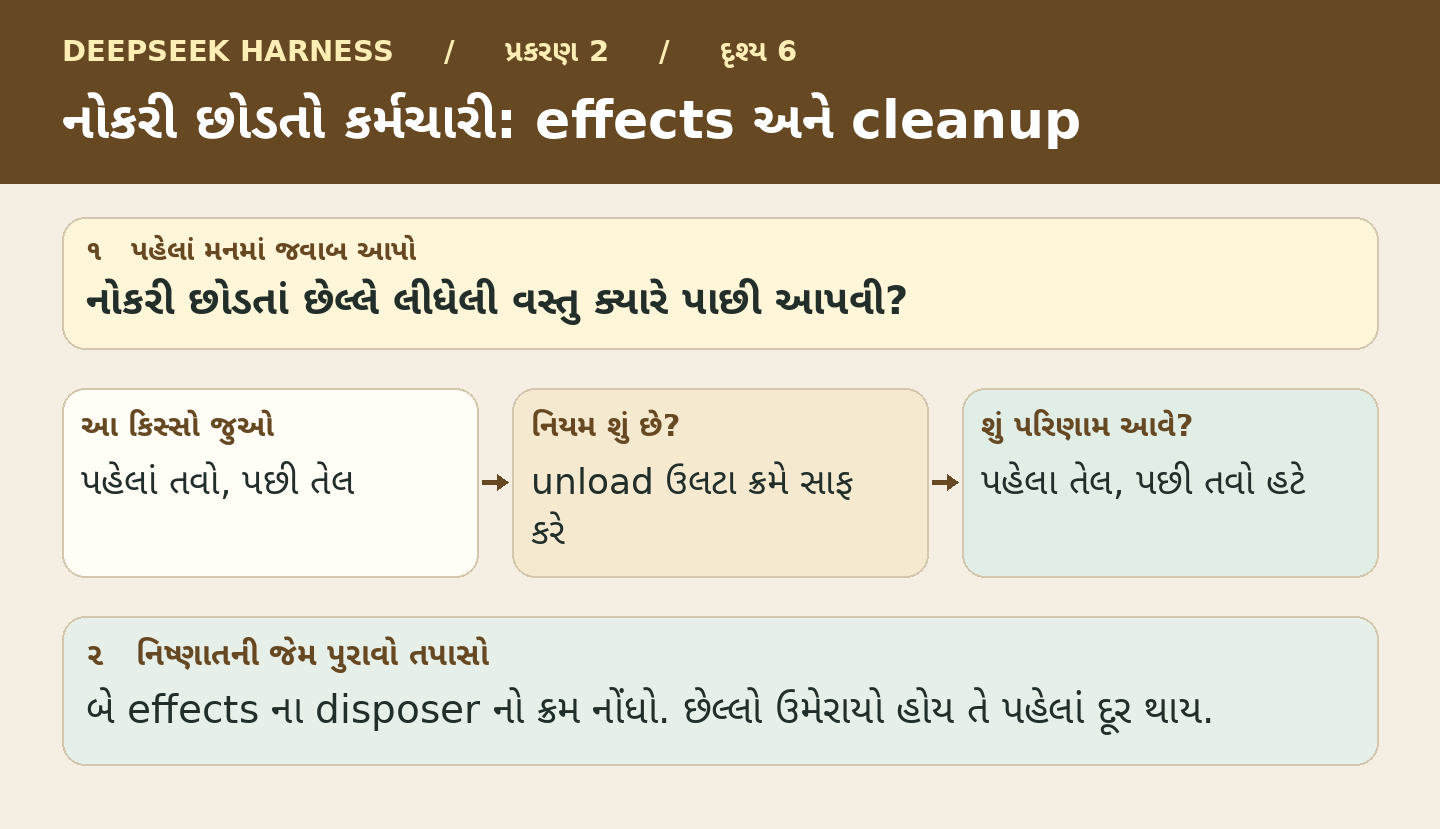 DEEPSEEK HARNESS / પ્રકરણ 2 / દૃશ્ય 6
નોકરી છોડતો કર્મચારી: effects અને cleanup
૧ પહેલાં મનમાં જવાબ આપો
નોકરી છોડતાં છેલ્લે લીધેલી વસ્તુ ક્યારે પાછી આપવી?
આ કિસ્સો જુઓ
પહેલાં તવો, પછી તેલ
નિયમ શું છે?
unload ઉલટા ક્રમે સાફ
કરે
શું પરિણામ આવે?
પહેલા તેલ, પછી તવો હટે
૨ નિષ્ણાતની જેમ પુરાવો તપાસો
બે effects ના disposer નો ક્રમ નોંધો. છેલ્લો ઉમેરાયો હોય તે પહેલાં દૂર થાય.